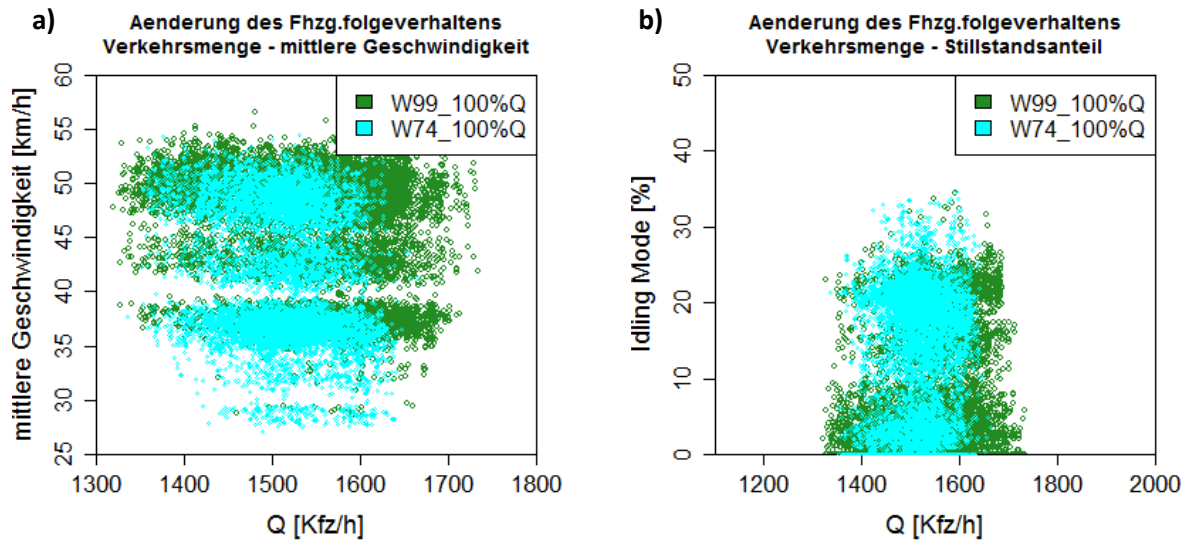 a)
Aenderung des Fhzg.folgeverhaltens
Verkehrsmenge - mittlere Geschwindigkeit
mittlere Geschwindigkeit [km/h]
60
55
50
45
40
35
30
25
W99_100%Q
W74_100%Q
1300 1400 1500 1600 1700 1800
Q [Kfz/h]
b)
Aenderung des Fhzg.folgeverhaltens
Verkehrsmenge - Stillstandsanteil
Idling Mode [%]
50
40
30
20
10
0
W99_100%Q
W74_100%Q
1200 1400 1600 1800 2000
Q [Kfz/h]